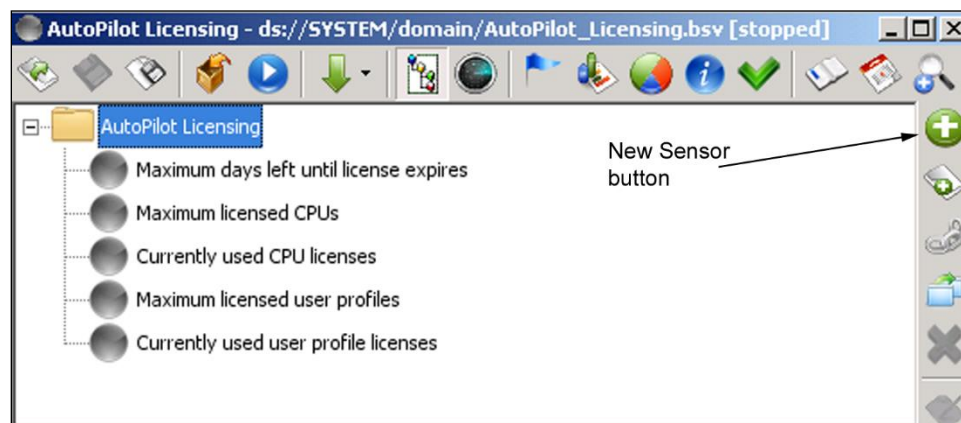 AutoPilot Licensing - ds://SYSTEM/domain/AutoPilot_Licensing.bsv [stopped]
AutoPilot Licensing
Maximum days left until license expires
Maximum licensed CPUs
Currently used CPU licenses
Maximum licensed user profiles
Currently used user profile licenses
New Sensor
button